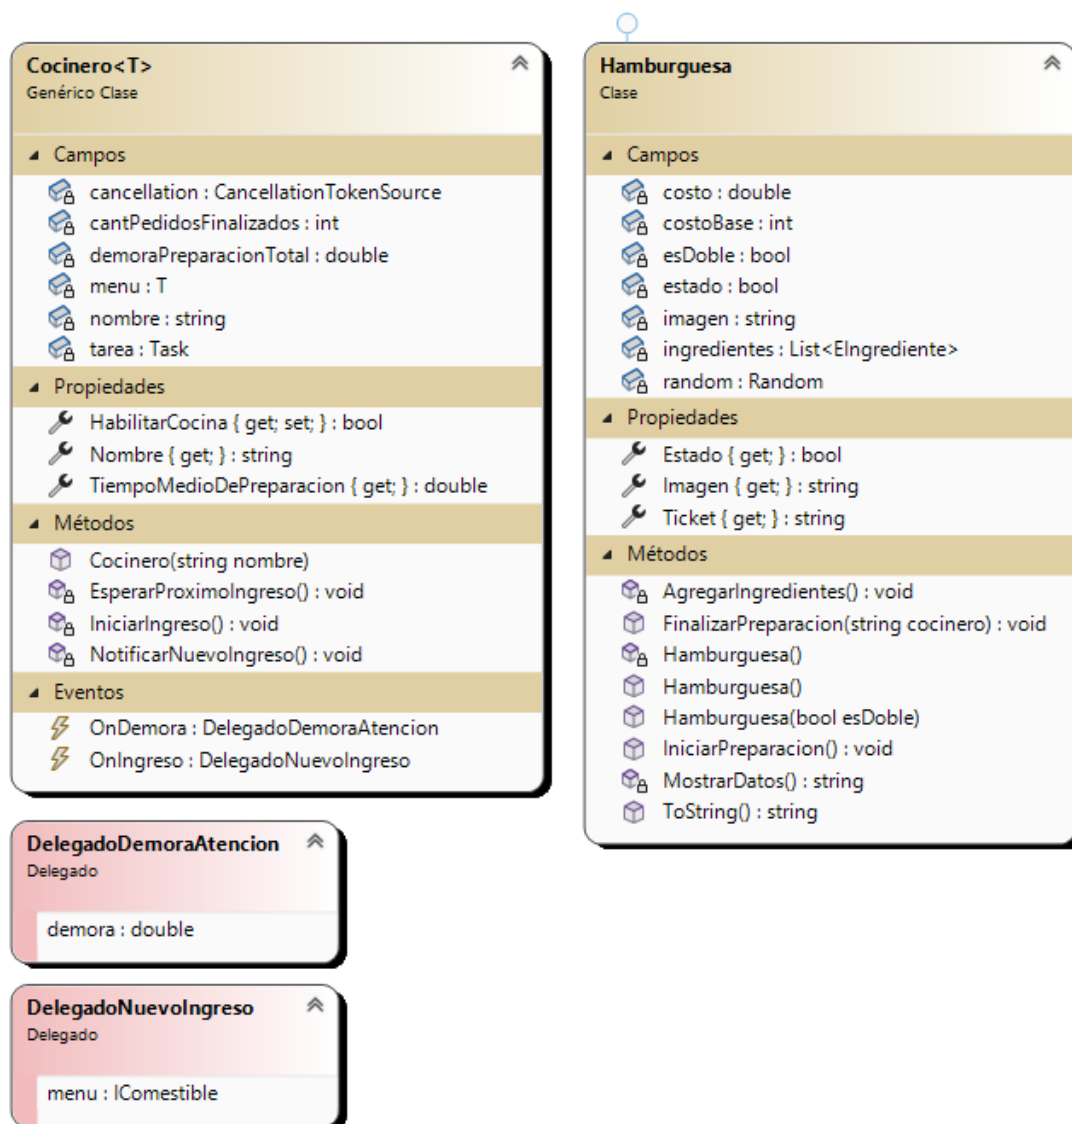 Cocinero<T>
Genérico Clase
Campos
cancellation : CancellationTokenSource
cantPedidosFinalizados : int
demoraPreparacionTotal : double
menu : T
nombre : string
tarea : Task
Propiedades
HabilitarCocina { get; set; } : bool
Nombre { get; } : string
TiempoMedioDePreparacion { get; } : double
Métodos
Cocinero(string nombre)
EsperarProximoIngreso() : void
IniciarIngreso() : void
NotificarNuevoIngreso() : void
Eventos
OnDemora : DelegadoDemoraAtencion
OnIngreso : DelegadoNuevoIngreso
DelegadoDemoraAtencion
Delegado
demora : double
DelegadoNuevoIngreso
Delegado
menu : IComestible
Hamburguesa
Clase
Campos
costo : double
costoBase : int
esDoble : bool
estado : bool
imagen : string
ingredientes : List<EIngrediente>
random : Random
Propiedades
Estado { get; } : bool
Imagen { get; } : string
Ticket { get; } : string
Métodos
AgregarIngredientes() : void
FinalizarPreparacion(string cocinero) : void
Hamburguesa()
Hamburguesa()
Hamburguesa(bool esDoble)
IniciarPreparacion() : void
MostrarDatos() : string
ToString() : string